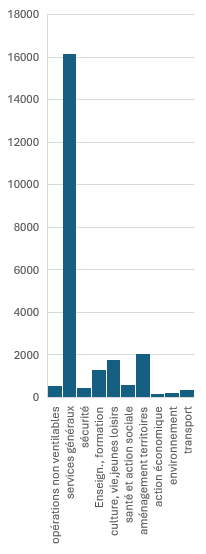 18000
16000
14000
12000
10000
8000
6000
4000
2000
0
opérations non ventilables
services généraux
sécurité
Enseign., formation
culture, vie,jeunes loisirs
santé et action sociale
aménagement territoires
action économique
environnement
transport